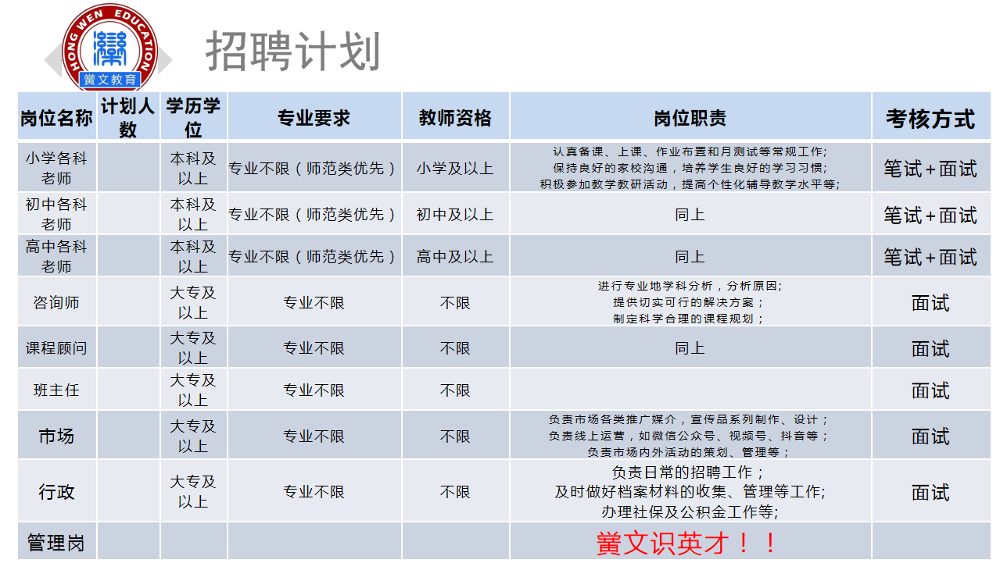 HONG WEN EDUCATION
黉文教育
招聘计划
岗位名称
计划人
数
学历学
位
专业要求
教师资格
岗位职责
考核方式
小学各科
老师
本科及
以上
专业不限（师范类优先）
小学及以上
认真备课、上课、作业布置和月测试等常规工作;
保持良好的家校沟通，培养学生良好的学习习惯;
积极参加教学教研活动，提高个性化辅导教学水平等;
笔试+面试
初中各科
老师
本科及
以上
专业不限（师范类优先）
初中及以上
同上
笔试+面试
高中各科
老师
本科及
以上
专业不限（师范类优先）
高中及以上
同上
笔试+面试
咨询师
大专及
以上
专业不限
不限
进行专业地学科分析，分析原因;
提供切实可行的解决方案；
制定科学合理的课程规划；
面试
课程顾问
大专及
以上
专业不限
不限
同上
面试
班主任
大专及
以上
专业不限
不限
面试
市场
大专及
以上
专业不限
不限
负责市场各类推广媒介，宣传品系列制作、设计；
负责线上运营，如微信公众号、视频号、抖音等；
负责市场内外活动的策划、管理等；
面试
行政
大专及
以上
专业不限
不限
负责日常的招聘工作；
及时做好档案材料的收集、管理等工作;
办理社保及公积金工作等;
面试
管理岗
黉文识英才！！